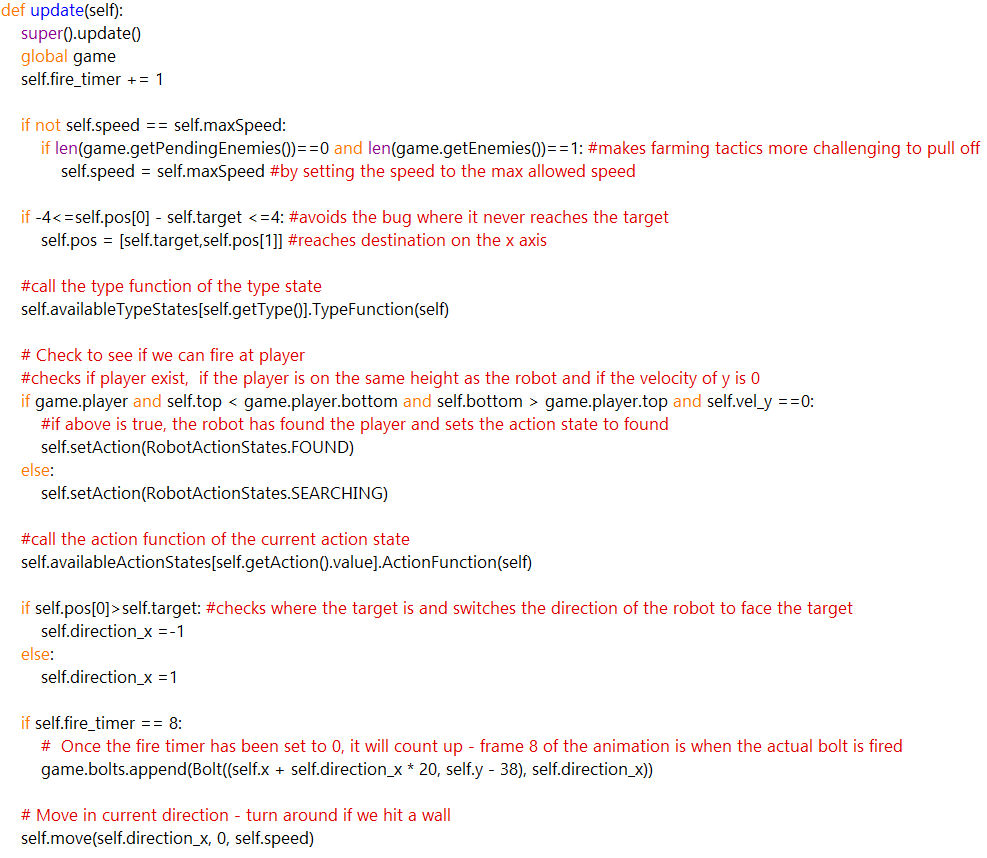 def update(self):
    super().update()
    global game
    self.fire_timer += 1

    if not self.speed == self.maxSpeed:
        if len(game.getPendingEnemies())==0 and len(game.getEnemies())==1: #makes farming tactics more challenging to pull off
            self.speed = self.maxSpeed #by setting the speed to the max allowed speed

    if -4<=self.pos[0] - self.target <=4: #avoids the bug where it never reaches the target
        self.pos = [self.target,self.pos[1]] #reaches destination on the x axis

    #call the type function of the type state
    self.availableTypeStates[self.getType()].TypeFunction(self)

    # Check to see if we can fire at player
    #checks if player exist,  if the player is on the same height as the robot and if the velocity of y is 0
    if game.player and self.top < game.player.bottom and self.bottom > game.player.top and self.vel_y ==0:
        #if above is true, the robot has found the player and sets the action state to found
        self.setAction(RobotActionStates.FOUND)
    else:
        self.setAction(RobotActionStates.SEARCHING)

    #call the action function of the current action state
    self.availableActionStates[self.getAction().value].ActionFunction(self)

    if self.pos[0]>self.target: #checks where the target is and switches the direction of the robot to face the target
        self.direction_x =-1
    else:
        self.direction_x =1

    if self.fire_timer == 8:
        #  Once the fire timer has been set to 0, it will count up - frame 8 of the animation is when the actual bolt is fired
        game.bolts.append(Bolt((self.x + self.direction_x * 20, self.y - 38), self.direction_x))

    # Move in current direction - turn around if we hit a wall
    self.move(self.direction_x, 0, self.speed)